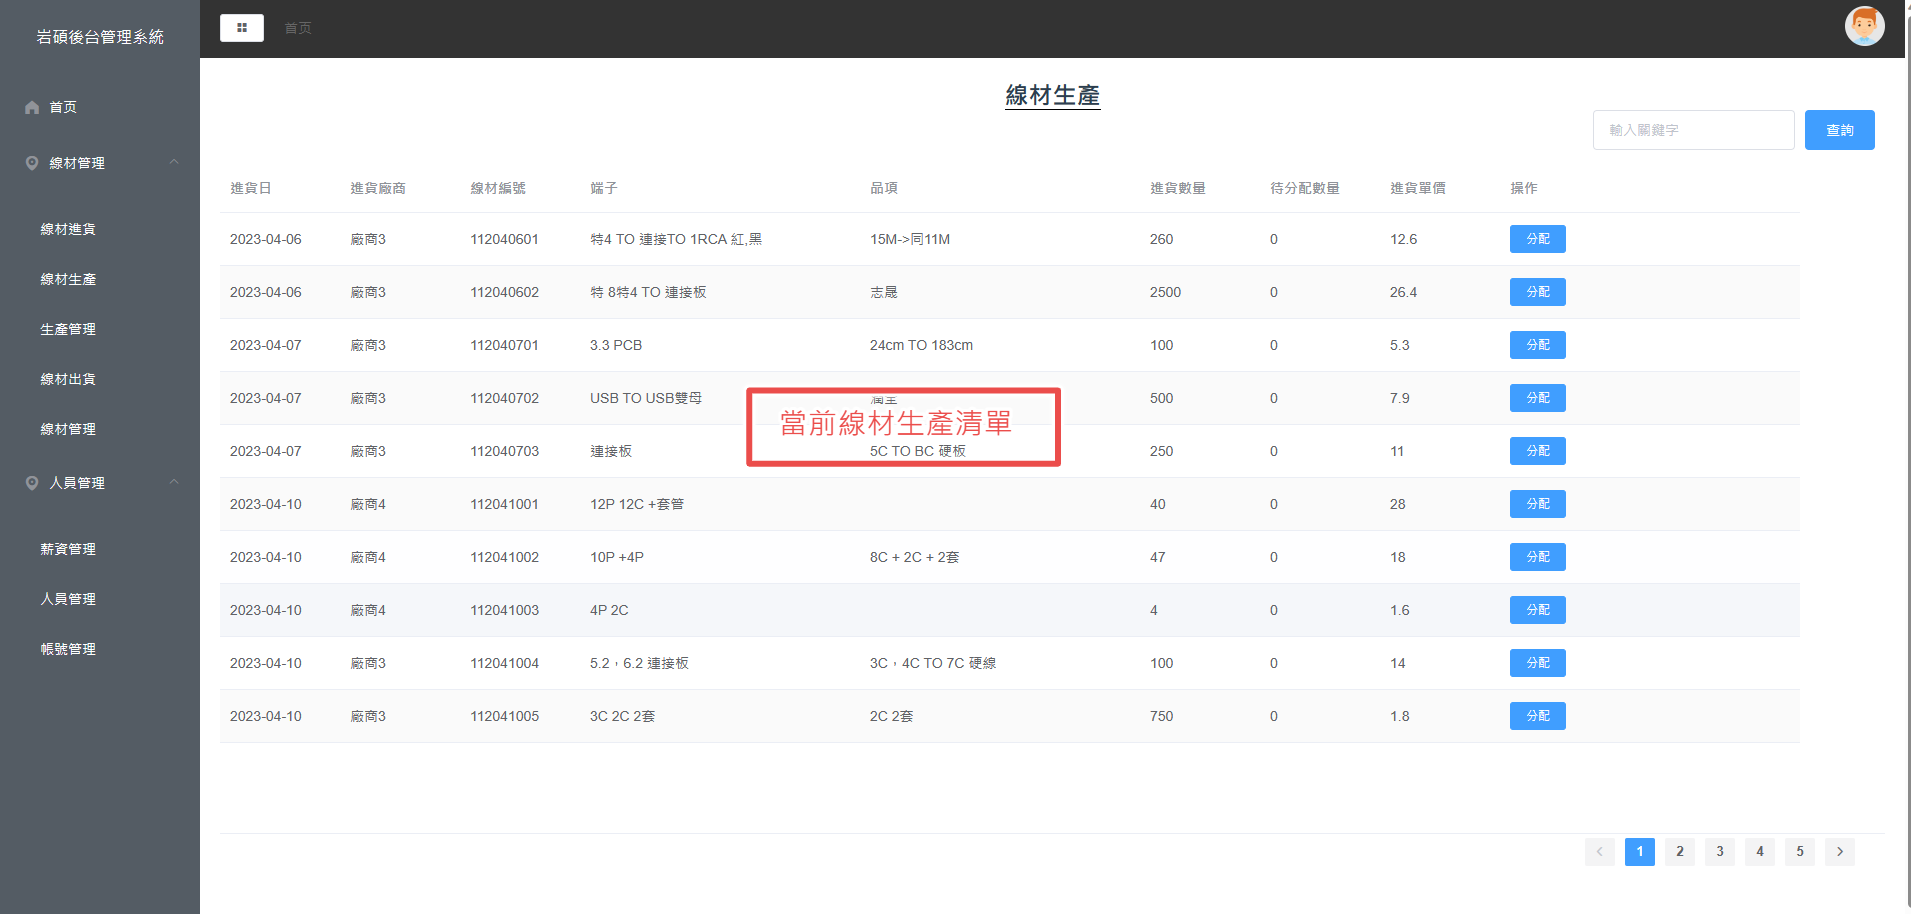 岩碩後台管理系統
首页
線材管理
線材進貨
線材生產
生產管理
線材出貨
線材管理
人員管理
薪資管理
人員管理
帳號管理
首页
線材生產
輸入關鍵字 查詢
進貨日 進貨廠商 線材編號 端子 品項 進貨數量 待分配數量 進貨單價 操作
2023-04-06 廠商3 112040601 特4 TO 連接TO 1RCA 紅,黑 15M->同11M 260 0 12.6 分配
2023-04-06 廠商3 112040602 特 8特4 TO 連接板 志晟 2500 0 26.4 分配
2023-04-07 廠商3 112040701 3.3 PCB 24cm TO 183cm 100 0 5.3 分配
2023-04-07 廠商3 112040702 USB TO USB雙母 500 0 7.9 分配
當前線材生產清單
2023-04-07 廠商3 112040703 連接板 5C TO BC 硬板 250 0 11 分配
2023-04-10 廠商4 112041001 12P 12C +套管 40 0 28 分配
2023-04-10 廠商4 112041002 10P +4P 8C + 2C + 2套 47 0 18 分配
2023-04-10 廠商4 112041003 4P 2C 4 0 1.6 分配
2023-04-10 廠商3 112041004 5.2，6.2 連接板 3C，4C TO 7C 硬線 100 0 14 分配
2023-04-10 廠商3 112041005 3C 2C 2套 2C 2套 750 0 1.8 分配
1 2 3 4 5